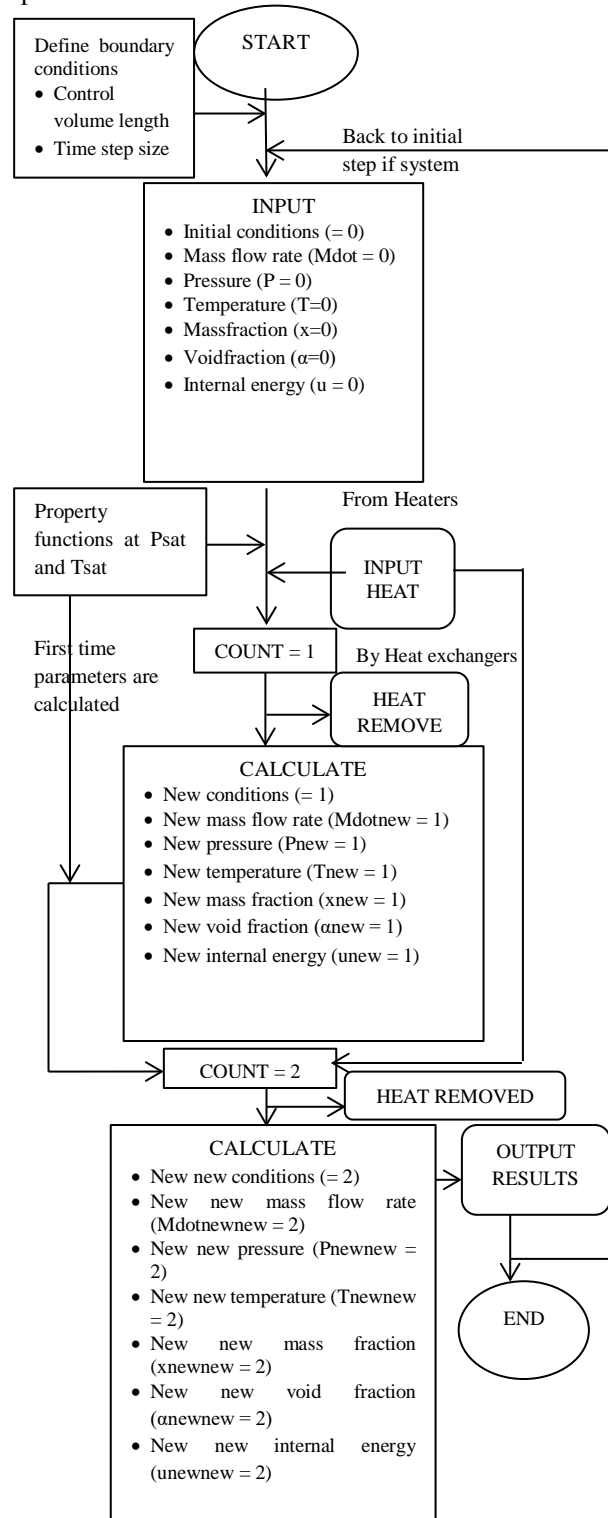 START
Define boundary
conditions
• Control
volume length
• Time step size
Back to initial
step if system
INPUT
• Initial conditions (= 0)
• Mass flow rate (Mdot = 0)
• Pressure (P = 0)
• Temperature (T=0)
• Massfraction (x=0)
• Voidfraction (α=0)
• Internal energy (u = 0)
From Heaters
Property
functions at Psat
and Tsat
INPUT
HEAT
COUNT = 1
First time
parameters are
calculated
By Heat exchangers
HEAT
REMOVE
CALCULATE
• New conditions (= 1)
• New mass flow rate (Mdotnew = 1)
• New pressure (Pnew = 1)
• New temperature (Tnew = 1)
• New mass fraction (xnew = 1)
• New void fraction (αnew = 1)
• New internal energy (unew = 1)
COUNT = 2
HEAT REMOVED
CALCULATE
• New new conditions (= 2)
• New new mass flow rate
(Mdotnewnew = 2)
• New new pressure (Pnewnew =
2)
• New new temperature (Tnewnew
= 2)
• New new mass fraction
(xnewnew = 2)
• New new void fraction
(αnewnew = 2)
• New new internal energy
(unewnew = 2)
OUTPUT
RESULTS
END